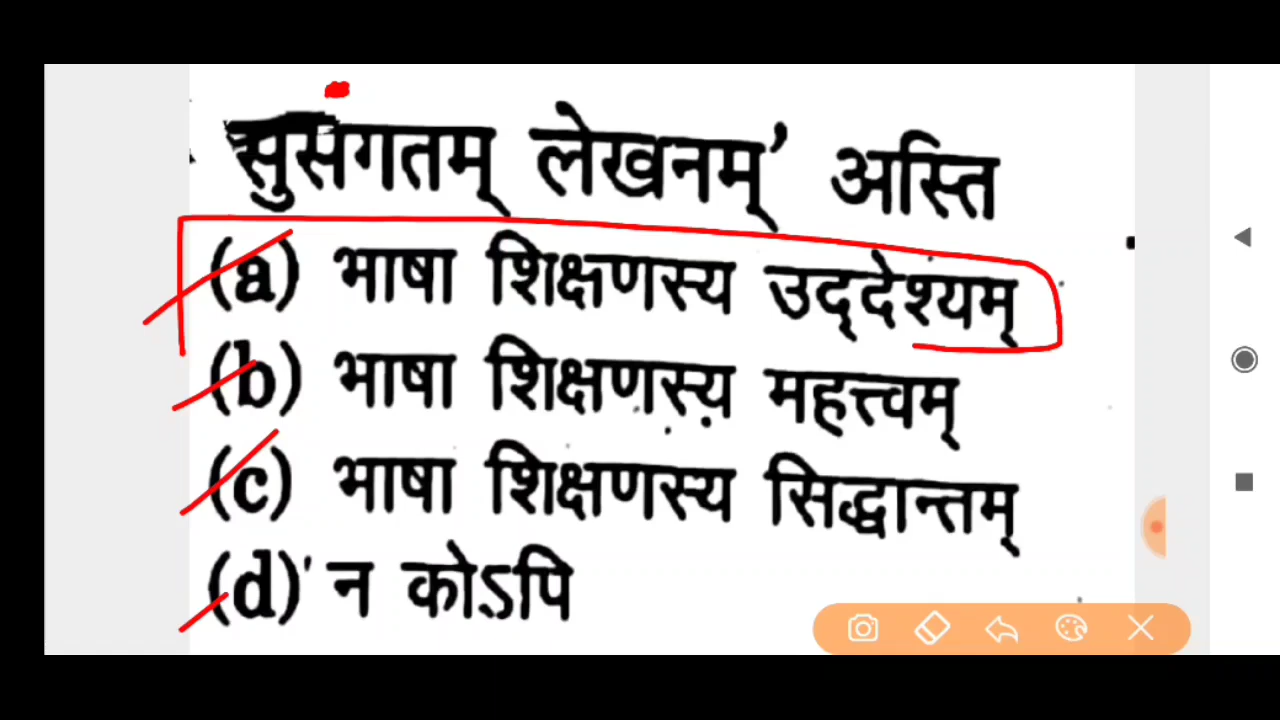 सुसंगतम् लेखनम्' अस्ति
(a) भाषा शिक्षणस्य उद्देश्यम्
(b) भाषा शिक्षणस्य महत्त्वम्
(c) भाषा शिक्षणस्य सिद्धान्तम्
(d) न कोऽपि